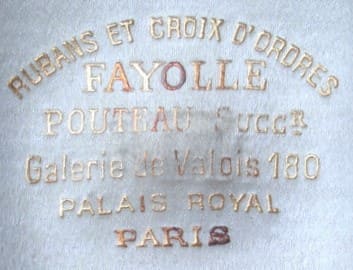 RUBANS ET CROIX D'ORDRES
FAYOLLE
POUTEAU SUCCR
Galerie de Valois 180
PALAIS ROYAL
PARIS